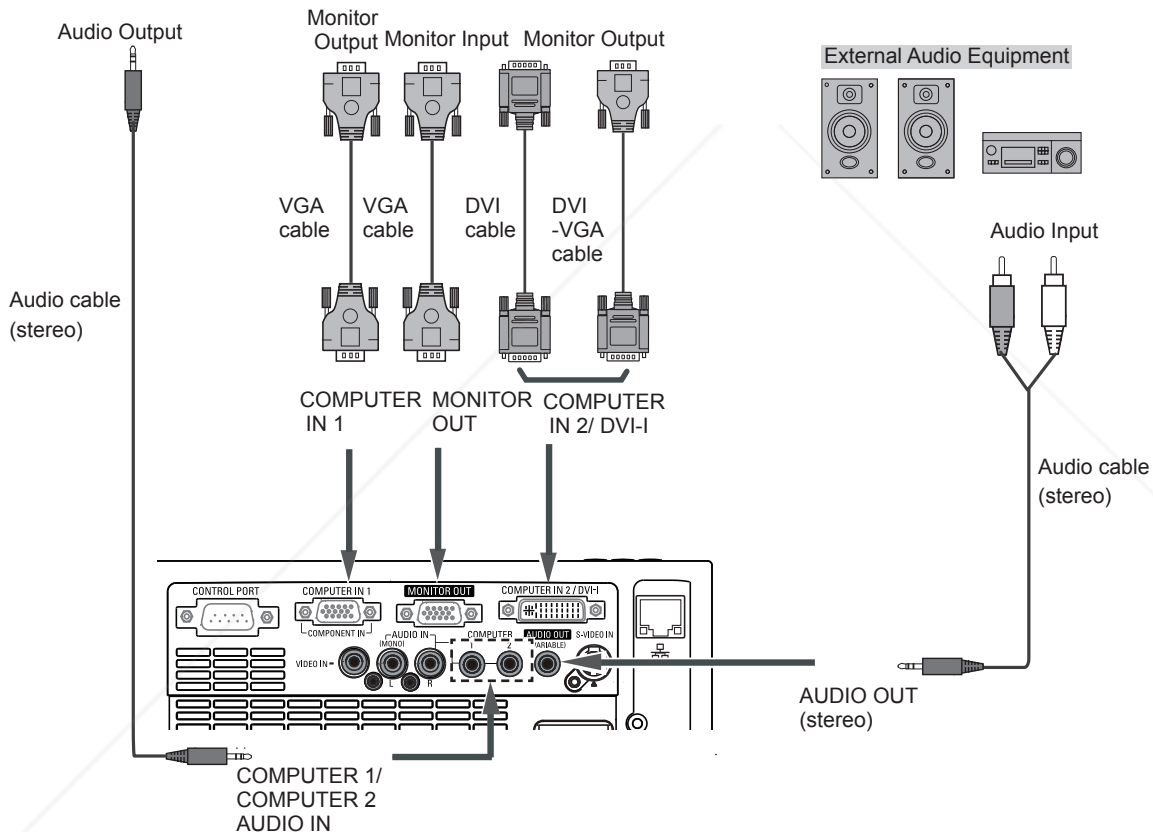 Audio Output
Monitor
Output
Monitor Input
Monitor Output
External Audio Equipment
VGA
cable
VGA
cable
DVI
cable
DVI
-VGA
cable
Audio Input
Audio cable
(stereo)
COMPUTER
IN 1
MONITOR
OUT
COMPUTER
IN 2/ DVI-I
Audio cable
(stereo)
CONTROL PORT
COMPUTER IN 1
MONITOR OUT
COMPUTER IN 2 / DVI-I
COMPONENT IN
AUDIO IN
(MONO)
COMPUTER
AUDIO OUT
S-VIDEO IN
1
2
(VARIABLE)
VIDEO IN
L
R
AUDIO OUT
(stereo)
COMPUTER 1/
COMPUTER 2
AUDIO IN